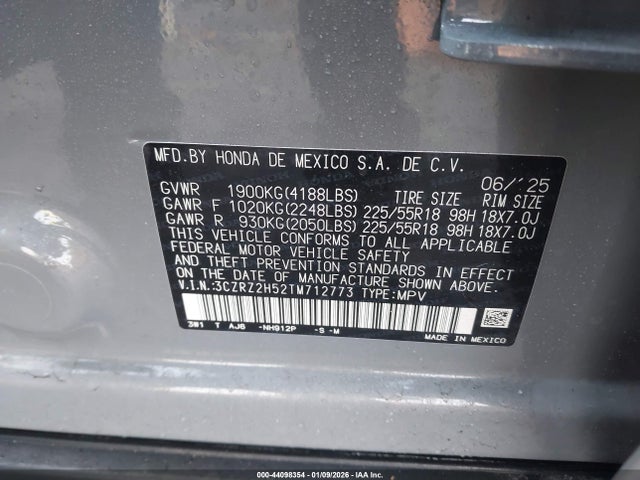 MFD.BY HONDA DE MEXICO S.A. DE C.V.
06/'25
GVWR 1900KG(4188LBS) TIRE SIZE RIM SIZE
GAWR F 1020KG(2248LBS) 225/55R18 98H 18X7.0J
GAWR R 930KG(2050LBS) 225/55R18 98H 18X7.0J
THIS VEHICLE CONFORMS TO ALL APPLICABLE
FEDERAL MOTOR VEHICLE SAFETY
AND THEFT PREVENTION STANDARDS IN EFFECT
ON THE DATE OF MANUFACTURE SHOWN ABOVE.
V.I.N.:3CZRZ2H52TM712773 TYPE:MPV
3W1 T AJ6 -NH912P -S -M
MADE IN MEXICO
000-44098354 - 01/09/2026 - IAA Inc.